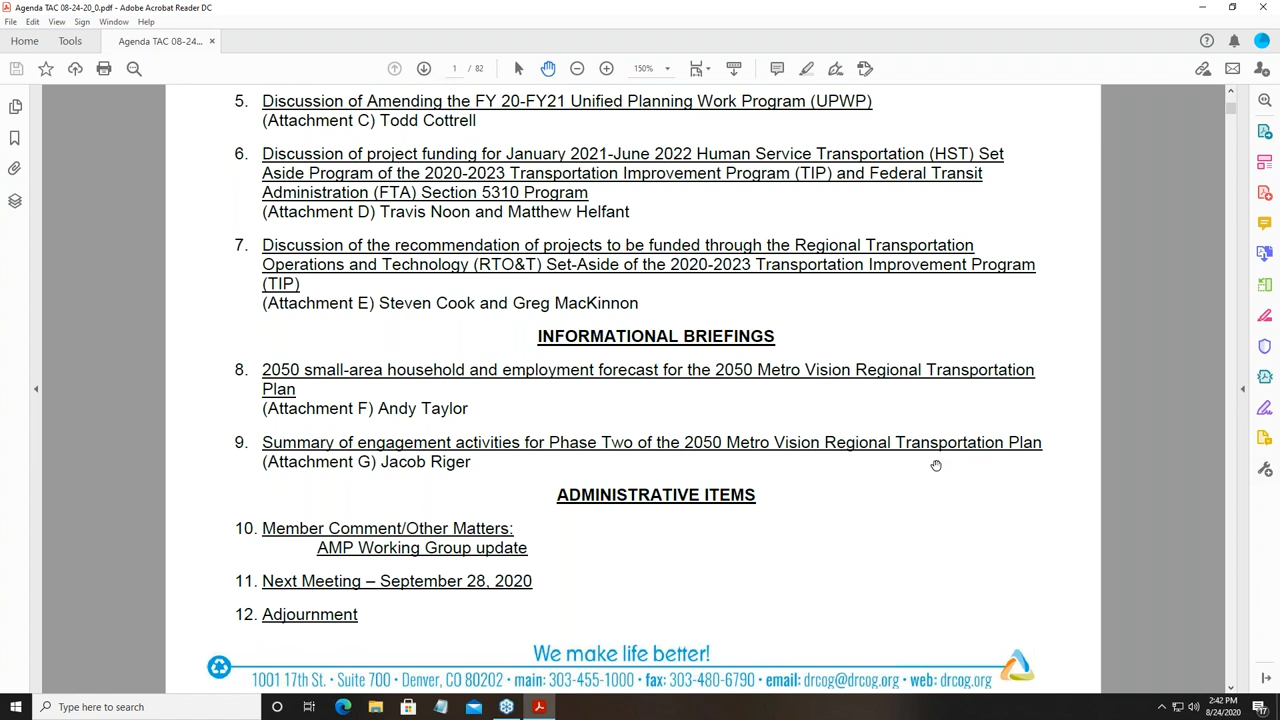 Agenda TAC 08-24-20_0.pdf - Adobe Acrobat Reader DC
File Edit View Sign Window Help
Home Tools Agenda TAC 08-24... ×
1 / 82 150%
5. Discussion of Amending the FY 20-FY21 Unified Planning Work Program (UPWP)
(Attachment C) Todd Cottrell
6. Discussion of project funding for January 2021-June 2022 Human Service Transportation (HST) Set
Aside Program of the 2020-2023 Transportation Improvement Program (TIP) and Federal Transit
Administration (FTA) Section 5310 Program
(Attachment D) Travis Noon and Matthew Helfant
7. Discussion of the recommendation of projects to be funded through the Regional Transportation
Operations and Technology (RTO&T) Set-Aside of the 2020-2023 Transportation Improvement Program
(TIP)
(Attachment E) Steven Cook and Greg MacKinnon
INFORMATIONAL BRIEFINGS
8. 2050 small-area household and employment forecast for the 2050 Metro Vision Regional Transportation
Plan
(Attachment F) Andy Taylor
9. Summary of engagement activities for Phase Two of the 2050 Metro Vision Regional Transportation Plan
(Attachment G) Jacob Riger
ADMINISTRATIVE ITEMS
10. Member Comment/Other Matters:
AMP Working Group update
11. Next Meeting – September 28, 2020
12. Adjournment
We make life better!
1001 17th St. • Suite 700 • Denver, CO 80202 • main: 303-455-1000 • fax: 303-480-6790 • email: drcog@drcog.org • web: drcog.org
Type here to search
2:42 PM
8/24/2020
17